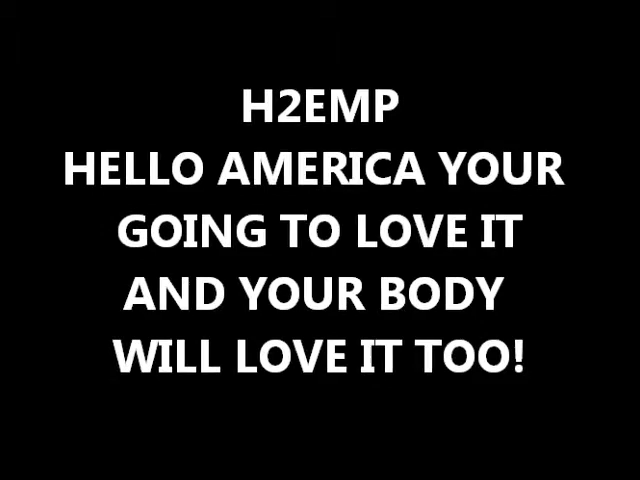 H2EMP
HELLO AMERICA YOUR
GOING TO LOVE IT
AND YOUR BODY
WILL LOVE IT TOO!